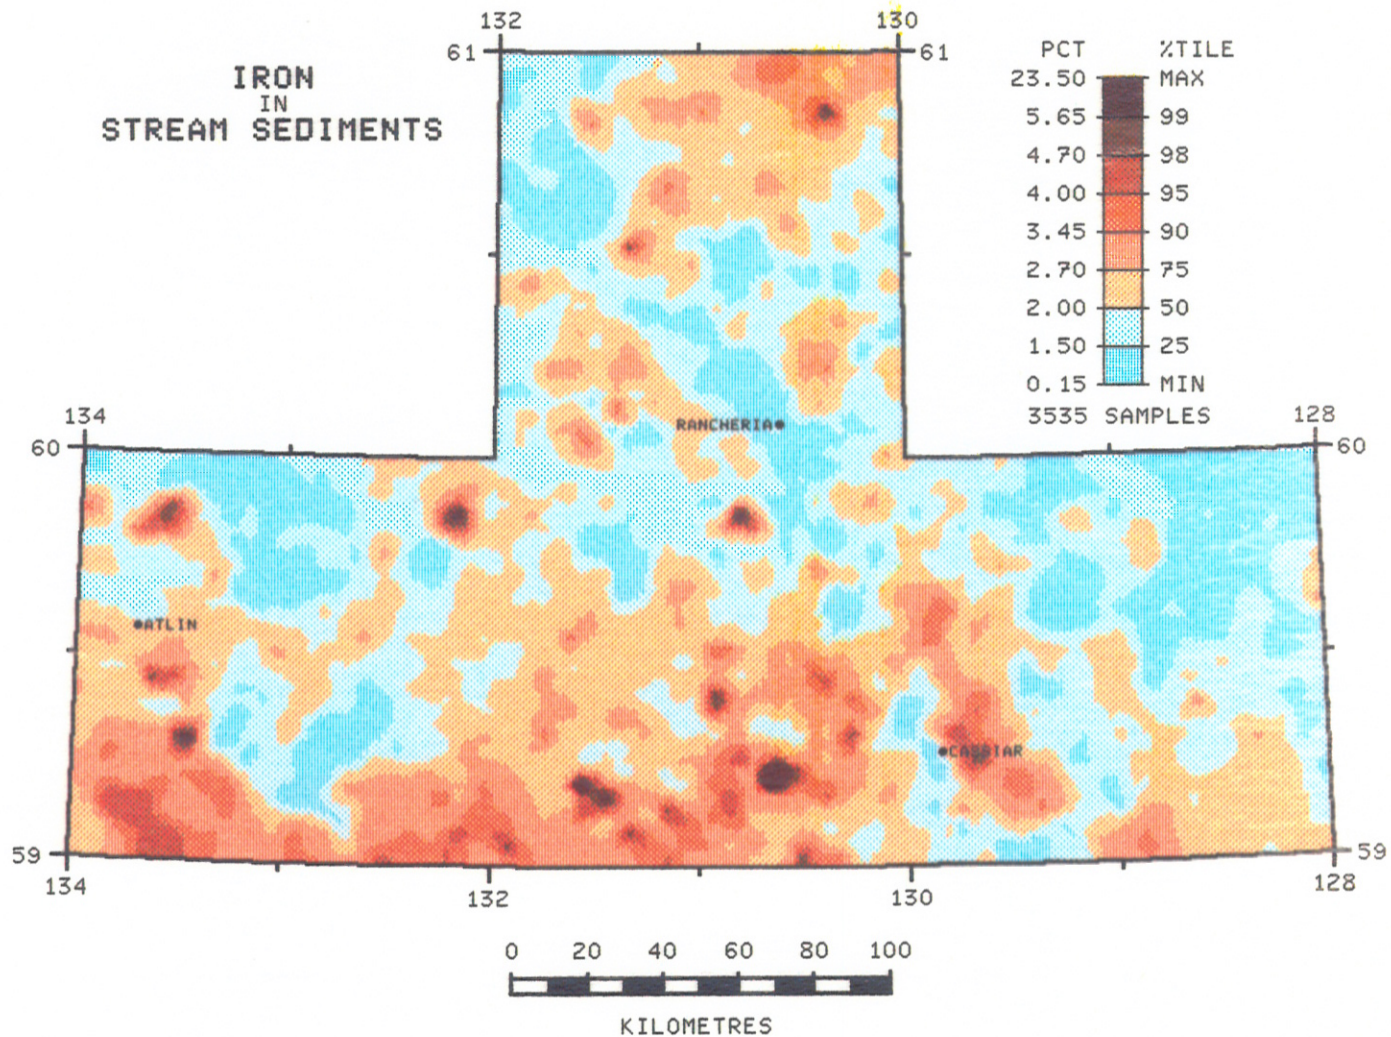 132 130
61 61
IRON
IN
STREAM SEDIMENTS
PCT %TILE
23.50 MAX
5.65 99
4.70 98
4.00 95
3.45 90
2.70 75
2.00 50
1.50 25
0.15 MIN
3535 SAMPLES
134 128
60 60
RANCHERIA
ATLIN
CASSIAR
59 59
134 132 130 128
0 20 40 60 80 100
KILOMETRES